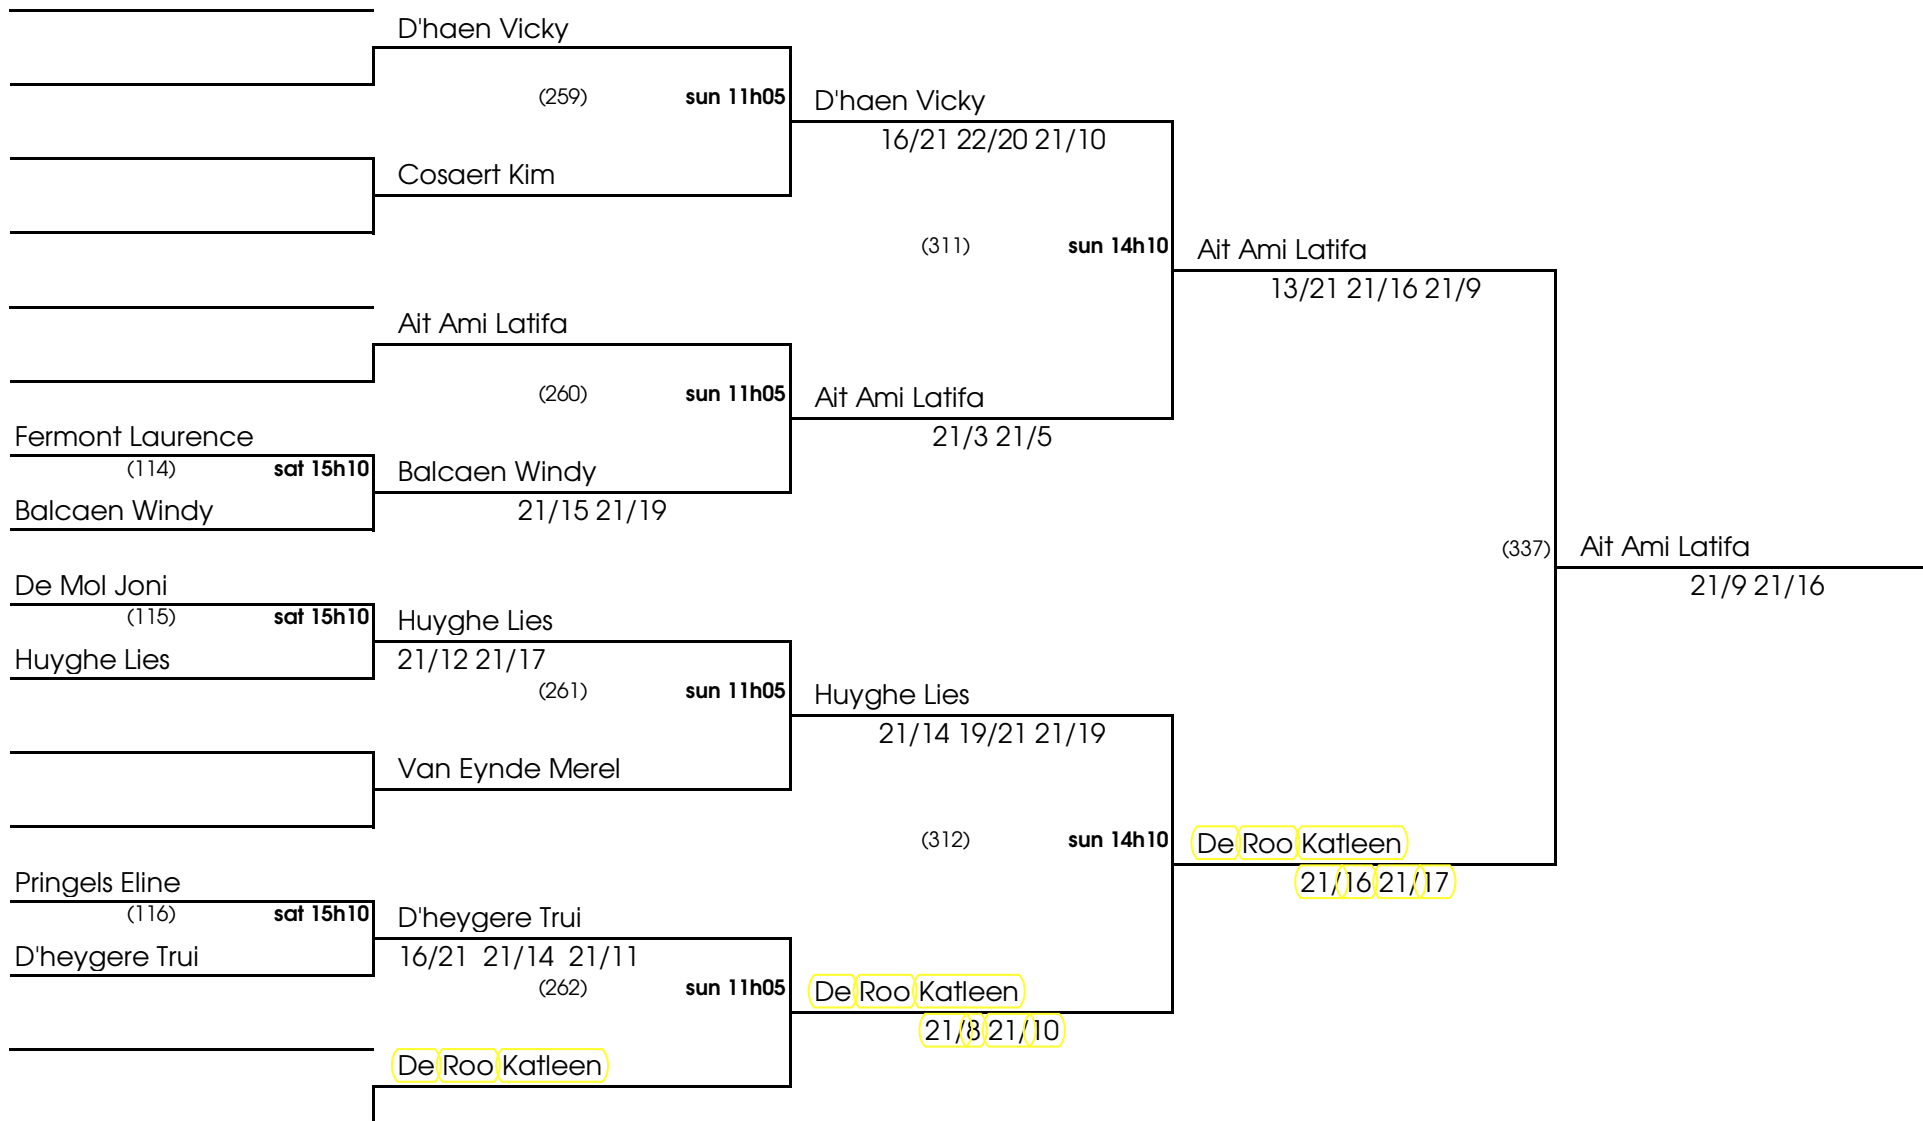 D'haen Vicky
(259) sun 11h05
D'haen Vicky
16/21 22/20 21/10
Cosaert Kim
(311) sun 14h10
Ait Ami Latifa
13/21 21/16 21/9
Ait Ami Latifa
(260) sun 11h05
Ait Ami Latifa
21/3 21/5
Fermont Laurence
(114) sat 15h10
Balcaen Windy
Balcaen Windy
21/15 21/19
(337)
Ait Ami Latifa
21/9 21/16
De Mol Joni
(115) sat 15h10
Huyghe Lies
Huyghe Lies
21/12 21/17
(261) sun 11h05
Huyghe Lies
21/14 19/21 21/19
Van Eynde Merel
(312) sun 14h10
De Roo Katleen
21/16 21/17
Pringels Eline
(116) sat 15h10
D'heygere Trui
D'heygere Trui
16/21 21/14 21/11
(262) sun 11h05
De Roo Katleen
21/8 21/10
De Roo Katleen